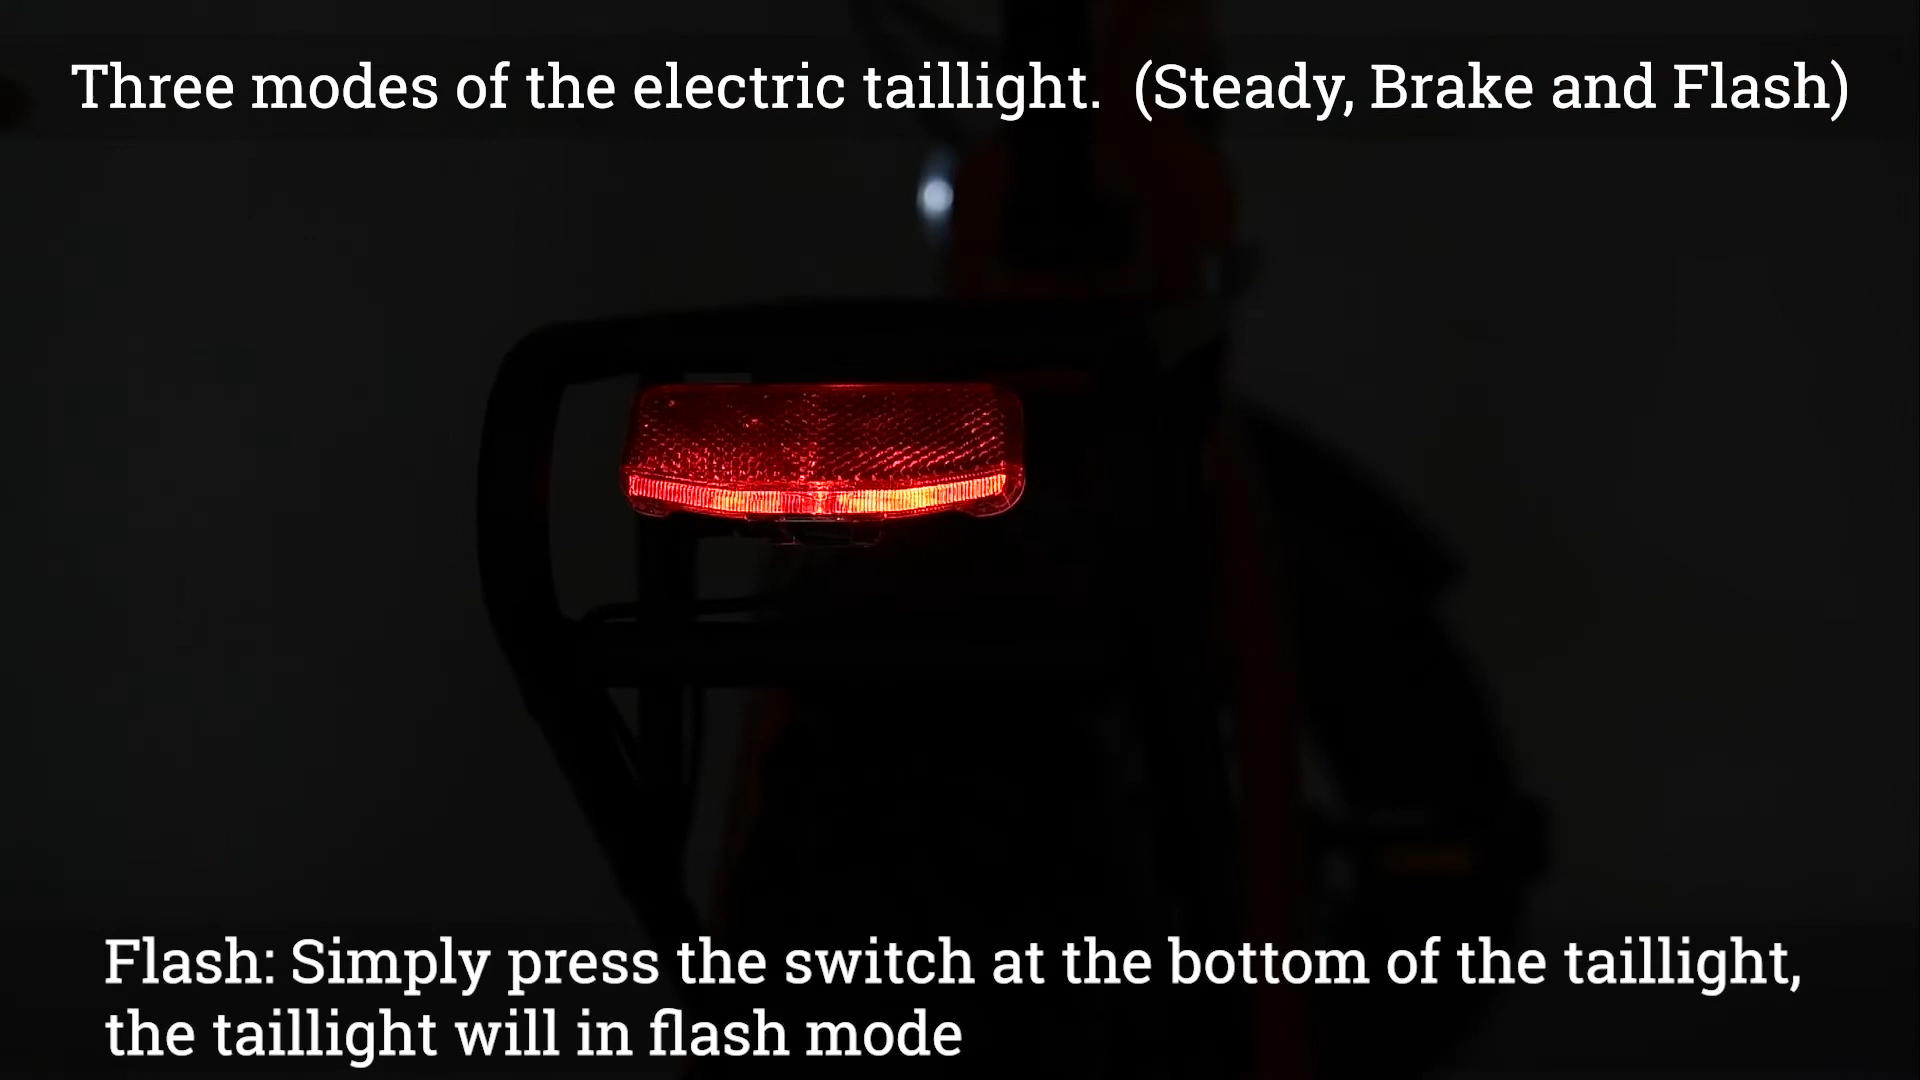 Three modes of the electric taillight.  (Steady, Brake and Flash)
Flash: Simply press the switch at the bottom of the taillight,
the taillight will in flash mode